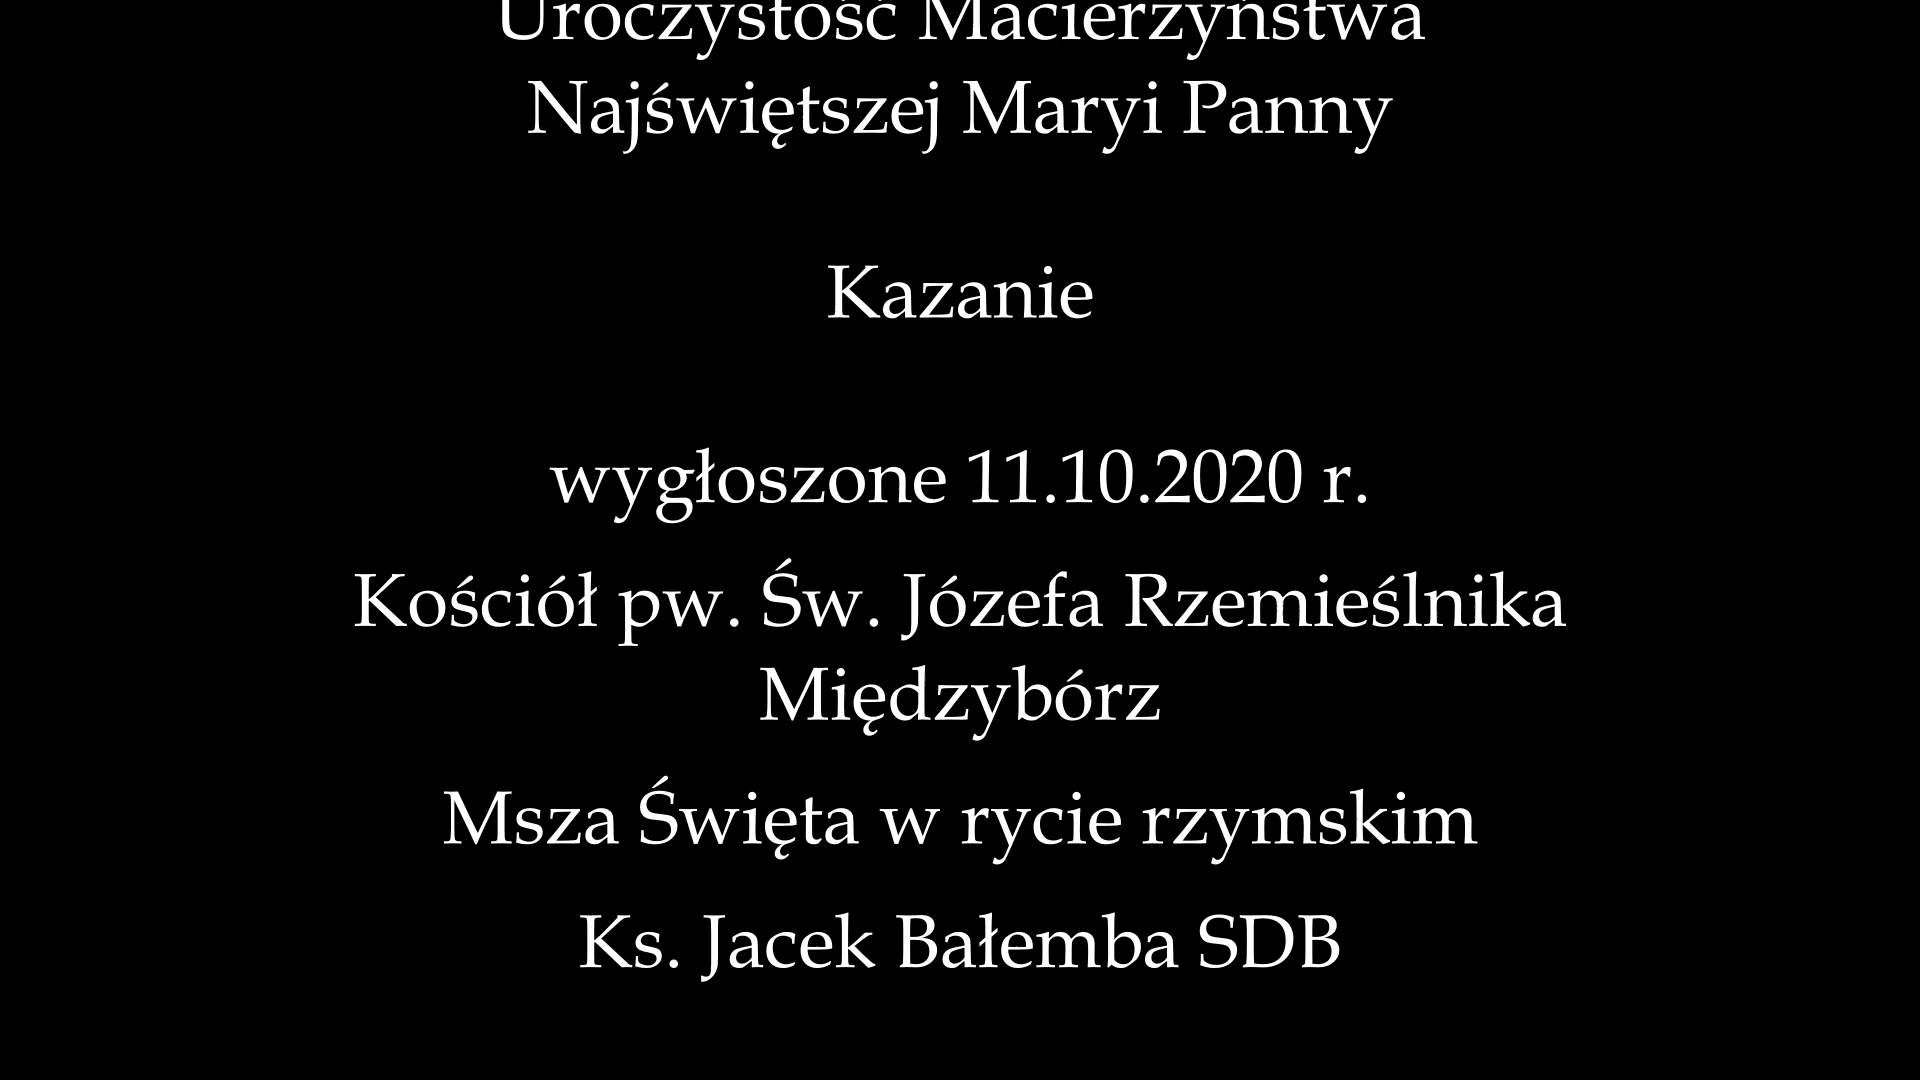 Uroczystość Macierzyństwa
Najświętszej Maryi Panny
Kazanie
wygłoszone 11.10.2020 r.
Kościół pw. Św. Józefa Rzemieślnika
Międzybórz
Msza Święta w rycie rzymskim
Ks. Jacek Bałemba SDB